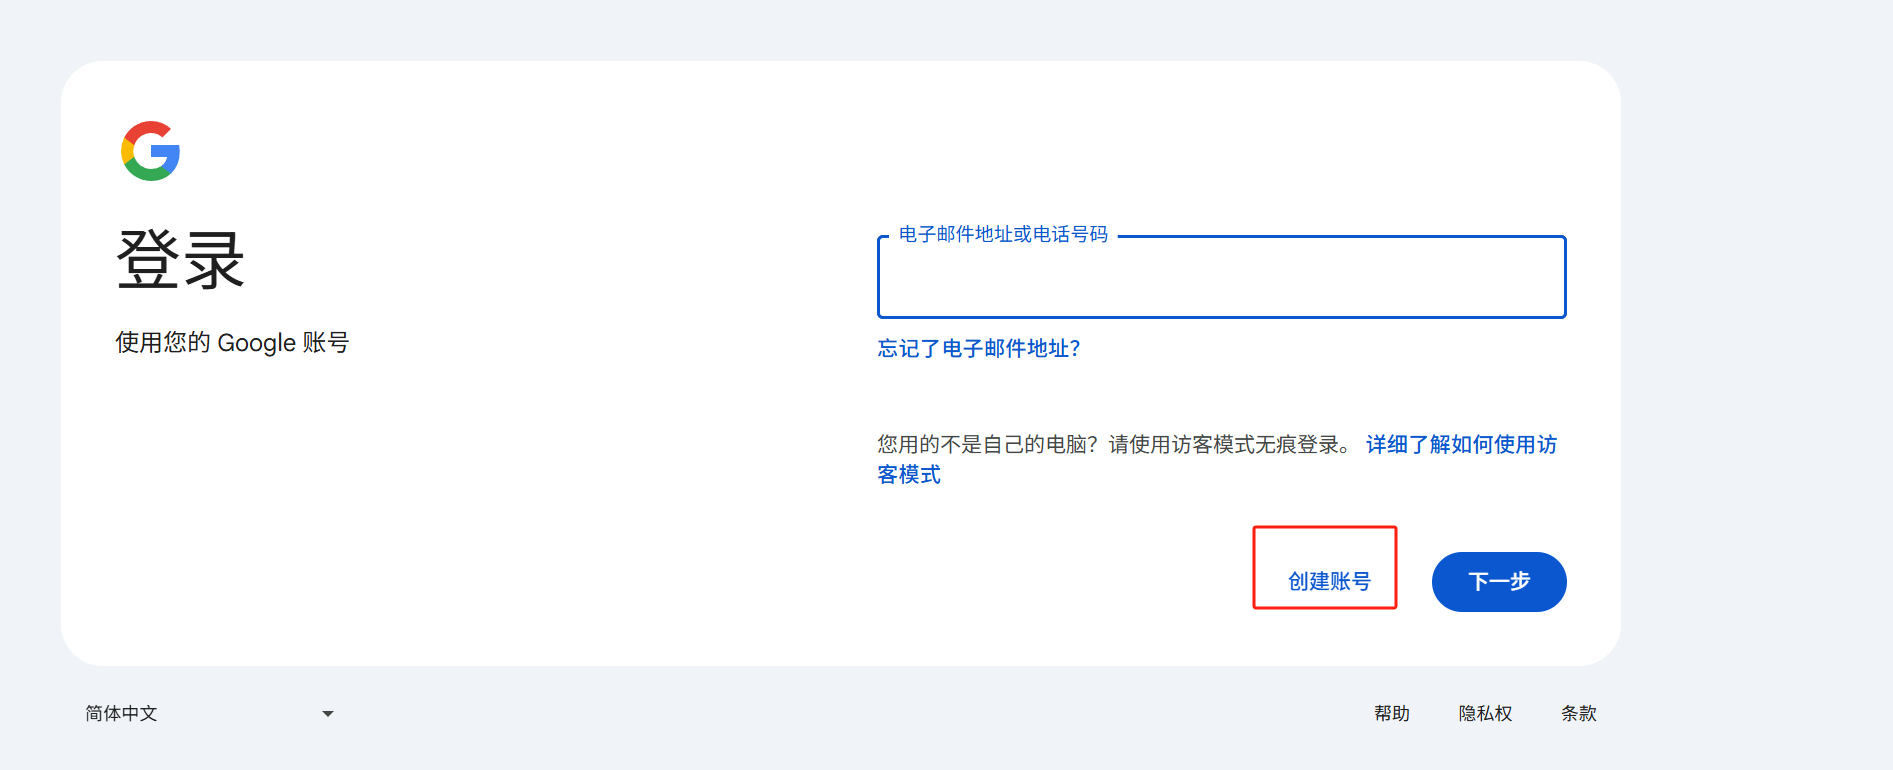 登录
使用您的 Google 账号
电子邮件地址或电话号码
忘记了电子邮件地址？
您用的不是自己的电脑？请使用访客模式无痕登录。 详细了解如何使用访
客模式
创建账号
下一步
简体中文
帮助
隐私权
条款